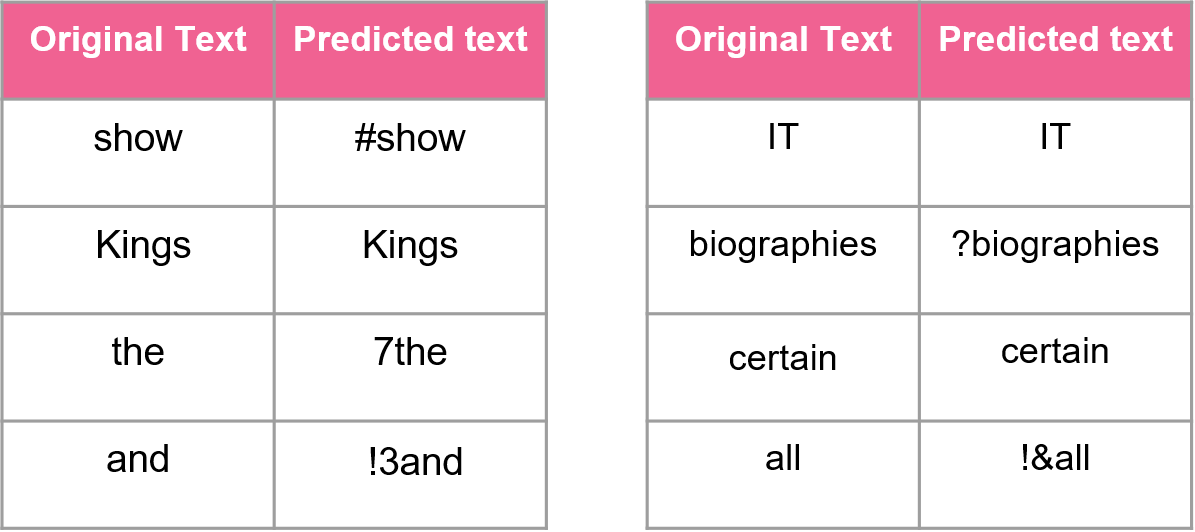 Original Text Predicted text
show #show
Kings Kings
the 7the
and !3and
Original Text Predicted text
IT IT
biographies ?biographies
certain certain
all !&all